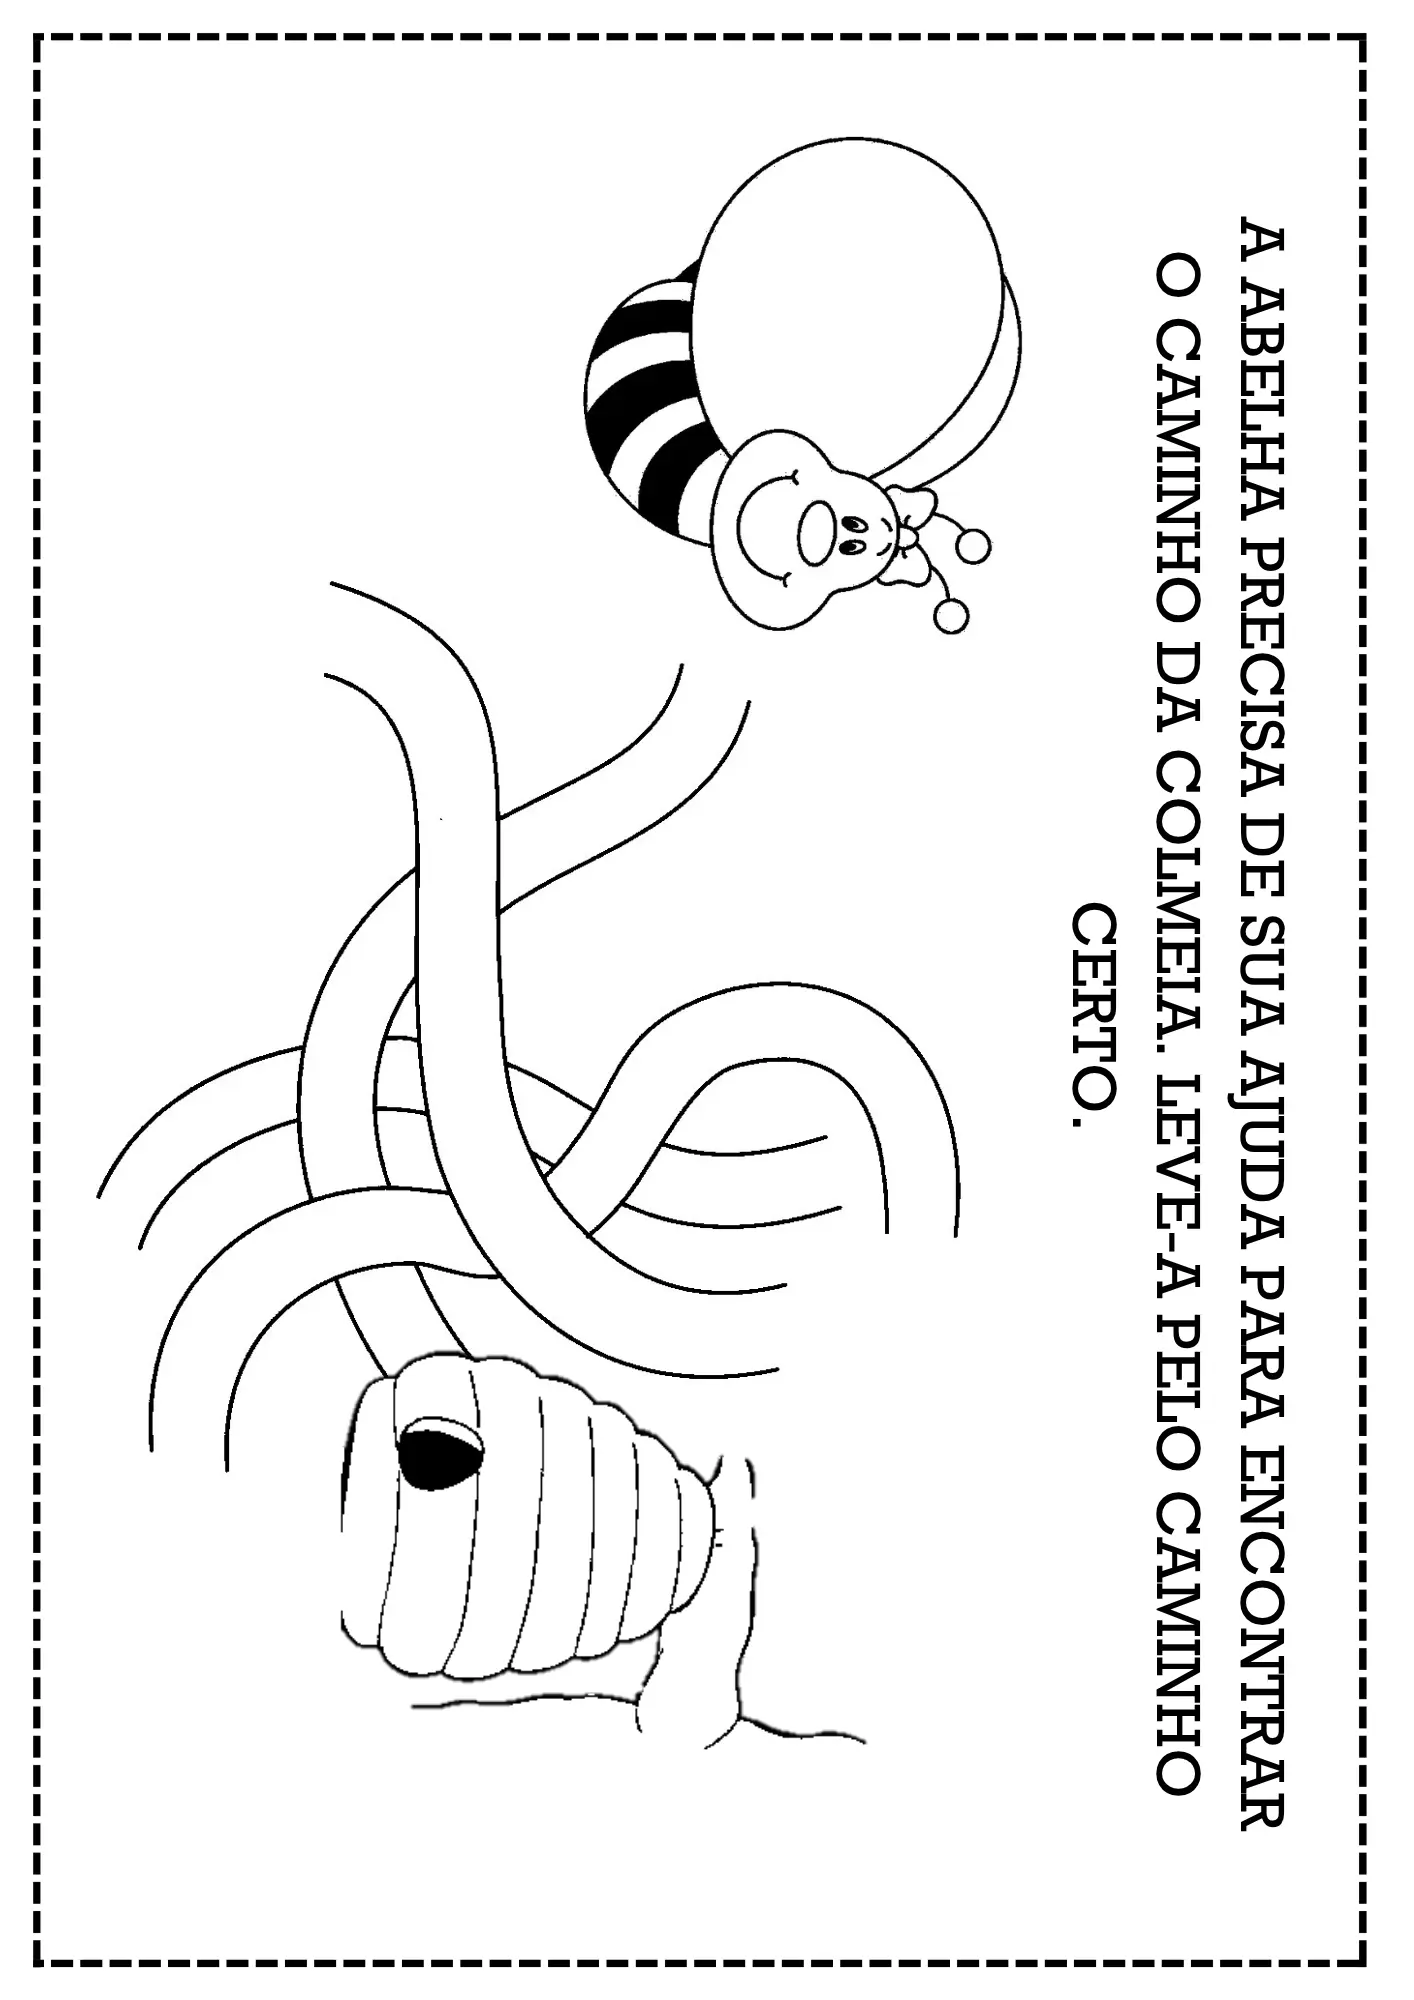 A ABELHA PRECISA DE SUA AJUDA PARA ENCONTRAR
O CAMINHO DA COLMEIA. LEVE-A PELO CAMINHO
CERTO.